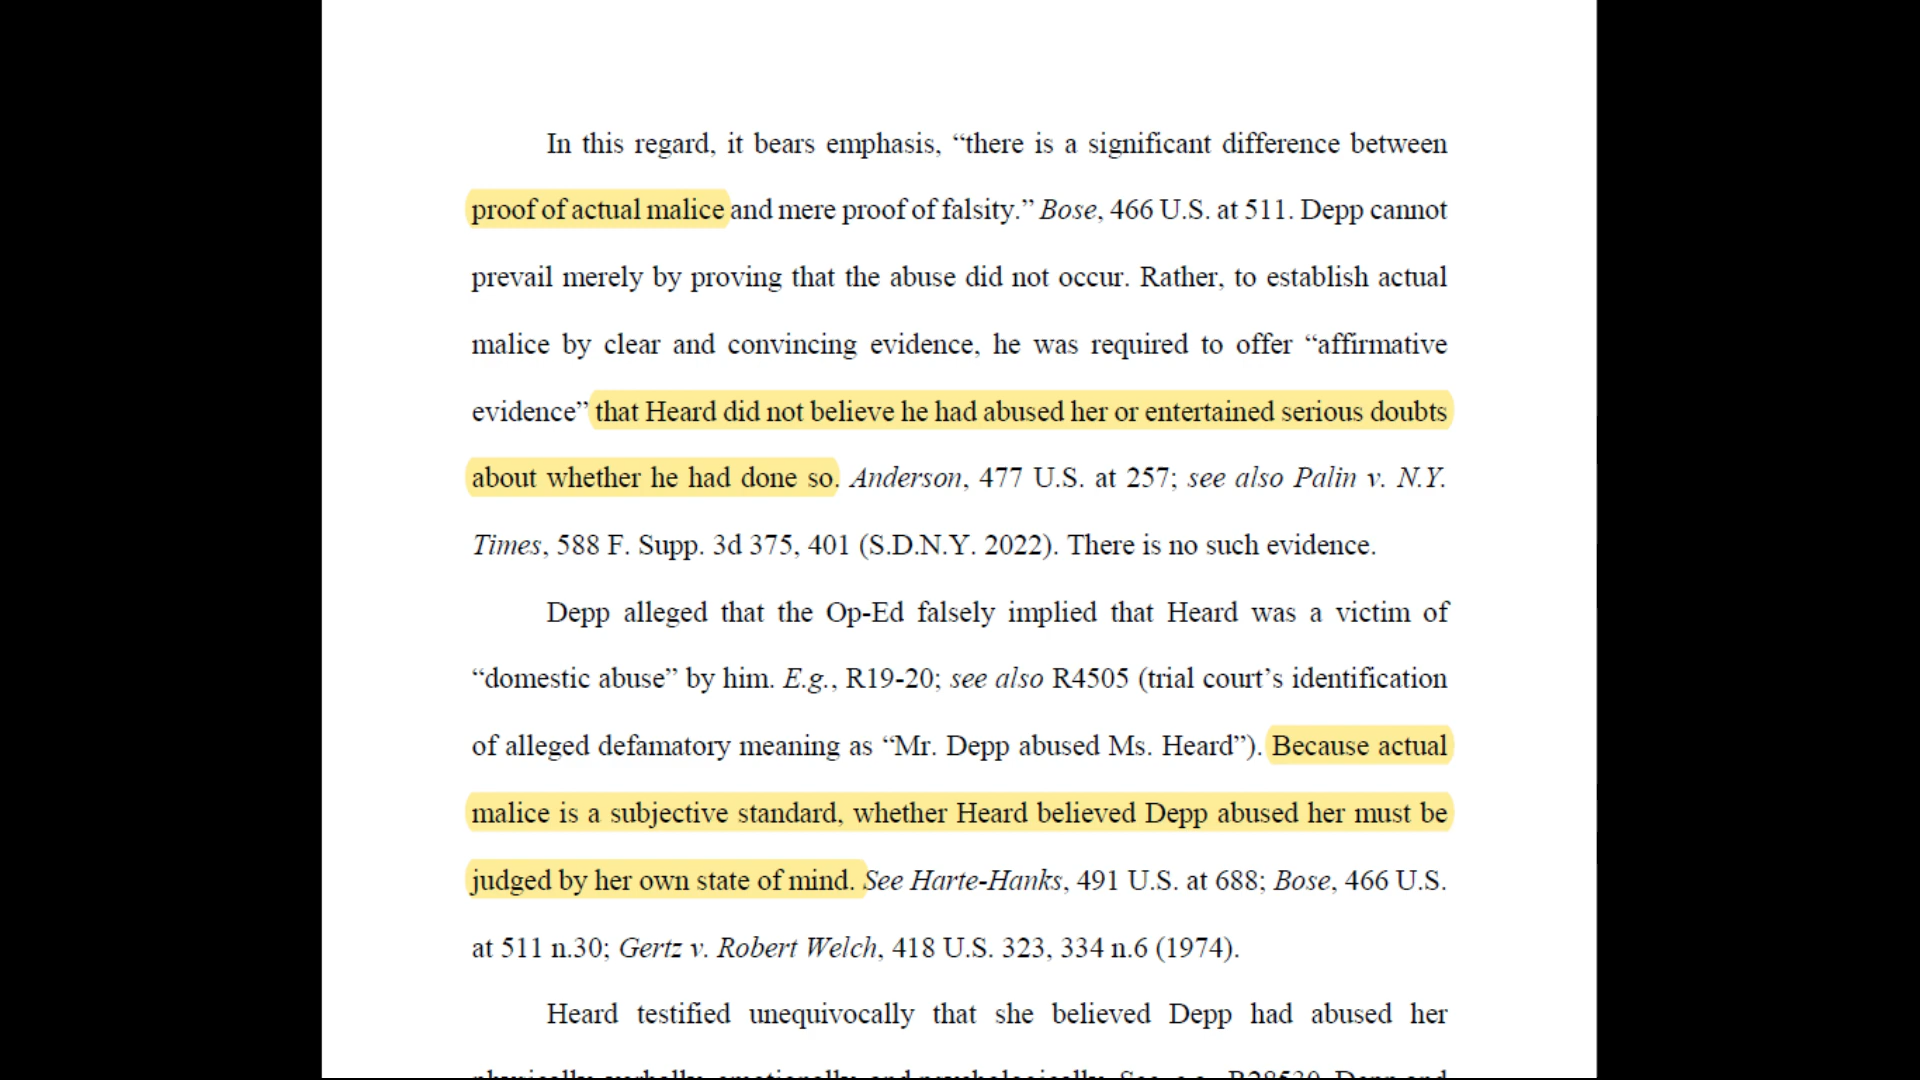 In this regard, it bears emphasis, “there is a significant difference between
proof of actual malice and mere proof of falsity.” Bose, 466 U.S. at 511. Depp cannot
prevail merely by proving that the abuse did not occur. Rather, to establish actual
malice by clear and convincing evidence, he was required to offer “affirmative
evidence” that Heard did not believe he had abused her or entertained serious doubts
about whether he had done so. Anderson, 477 U.S. at 257; see also Palin v. N.Y.
Times, 588 F. Supp. 3d 375, 401 (S.D.N.Y. 2022). There is no such evidence.
Depp alleged that the Op-Ed falsely implied that Heard was a victim of
“domestic abuse” by him. E.g., R19-20; see also R4505 (trial court’s identification
of alleged defamatory meaning as “Mr. Depp abused Ms. Heard”). Because actual
malice is a subjective standard, whether Heard believed Depp abused her must be
judged by her own state of mind. See Harte-Hanks, 491 U.S. at 688; Bose, 466 U.S.
at 511 n.30; Gertz v. Robert Welch, 418 U.S. 323, 334 n.6 (1974).
Heard testified unequivocally that she believed Depp had abused her